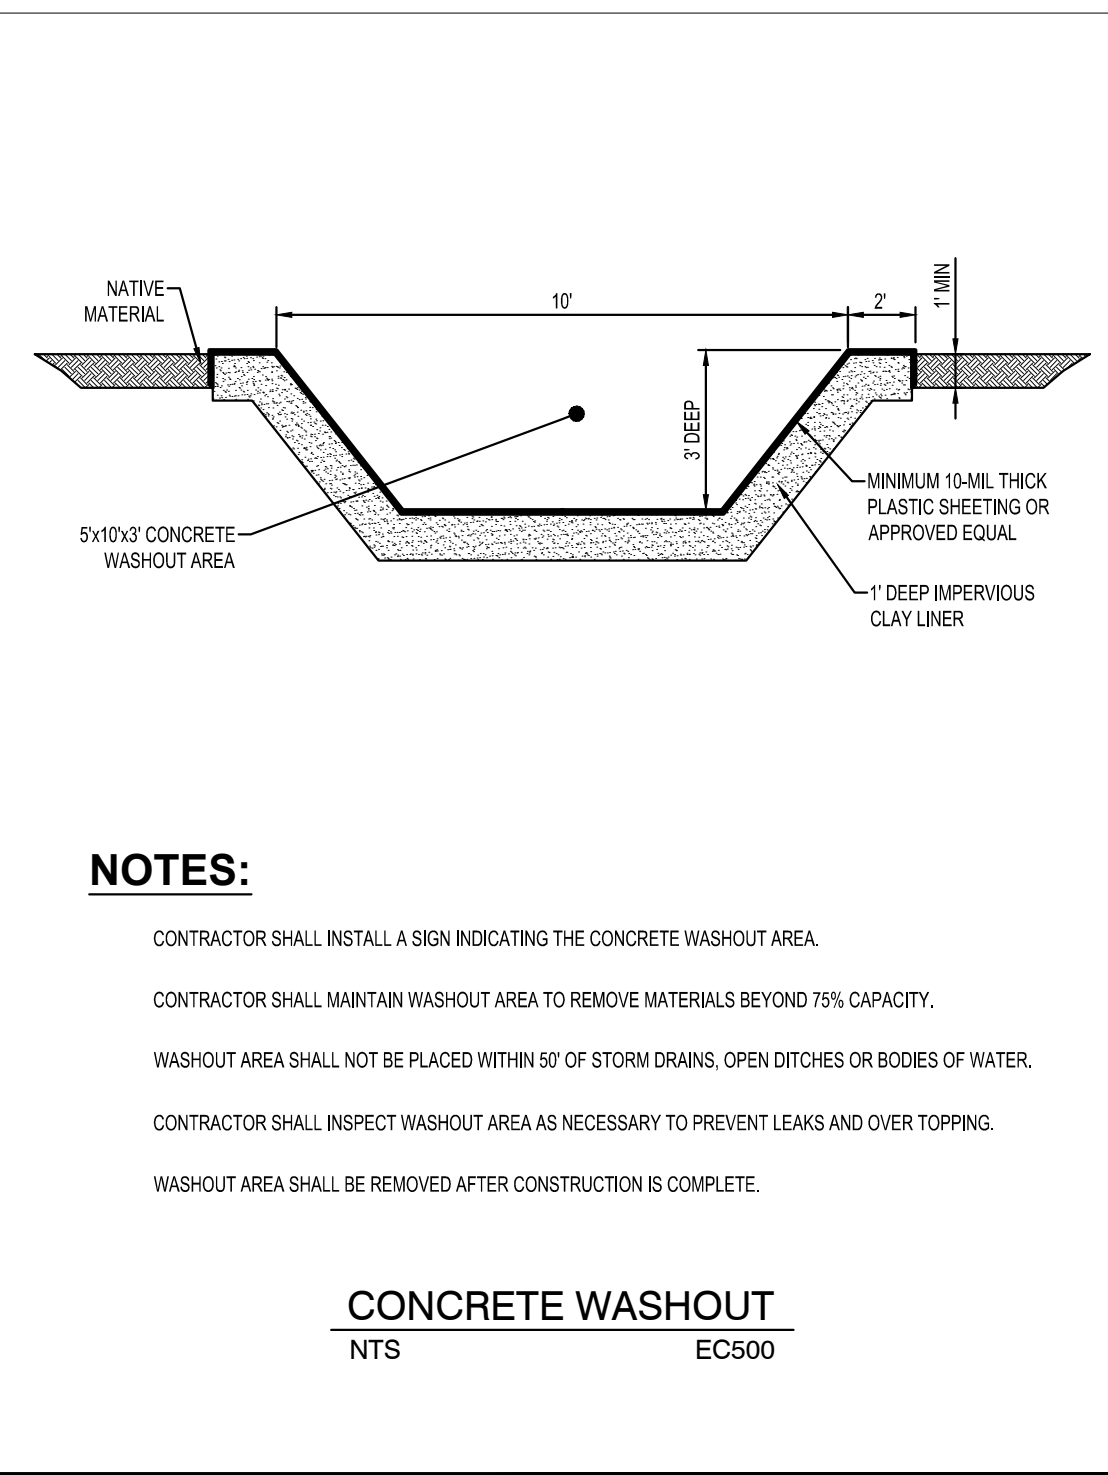 NATIVE
MATERIAL
10'
2'
1' MIN
3' DEEP
5'x10'x3' CONCRETE
WASHOUT AREA
MINIMUM 10-MIL THICK
PLASTIC SHEETING OR
APPROVED EQUAL
1' DEEP IMPERVIOUS
CLAY LINER
NOTES:
CONTRACTOR SHALL INSTALL A SIGN INDICATING THE CONCRETE WASHOUT AREA.
CONTRACTOR SHALL MAINTAIN WASHOUT AREA TO REMOVE MATERIALS BEYOND 75% CAPACITY.
WASHOUT AREA SHALL NOT BE PLACED WITHIN 50' OF STORM DRAINS, OPEN DITCHES OR BODIES OF WATER.
CONTRACTOR SHALL INSPECT WASHOUT AREA AS NECESSARY TO PREVENT LEAKS AND OVER TOPPING.
WASHOUT AREA SHALL BE REMOVED AFTER CONSTRUCTION IS COMPLETE.
CONCRETE WASHOUT
NTS EC500